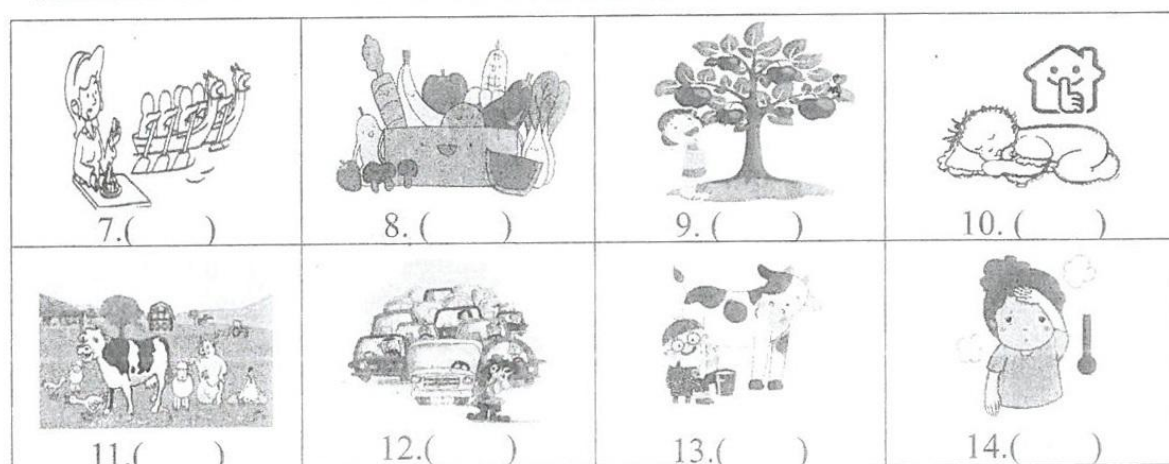 7.( ) 8. ( ) 9. ( ) 10. ( )
11.( ) 12.( ) 13.( ) 14.( )